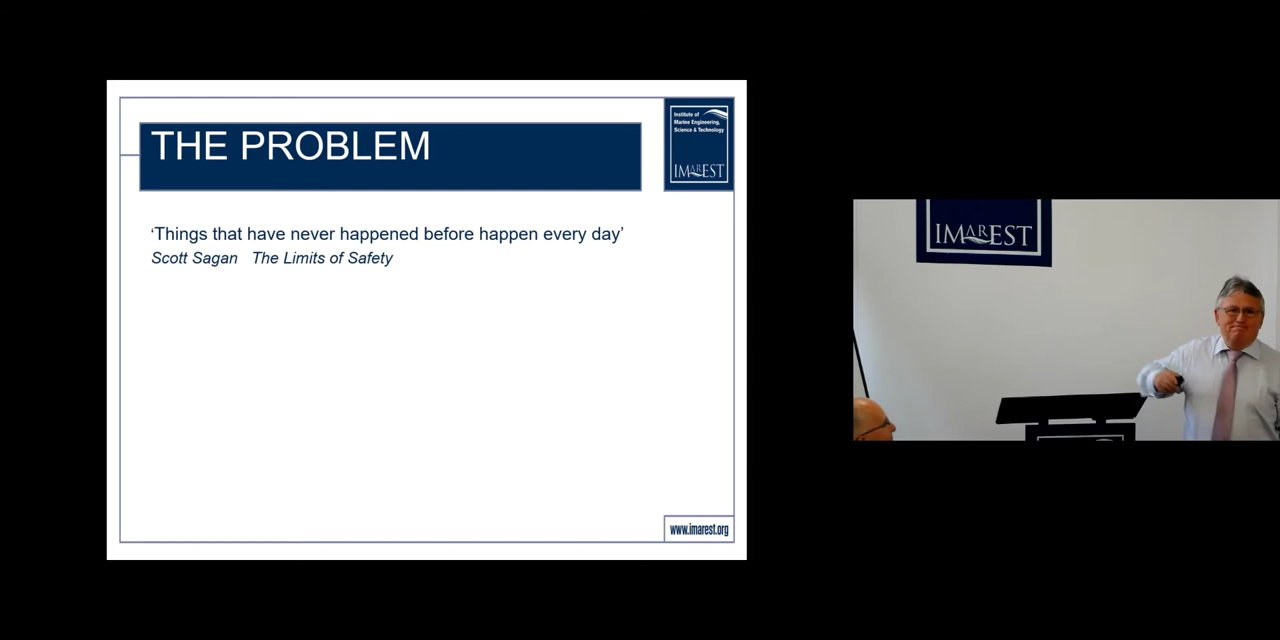 THE PROBLEM
Institute of
Marine Engineering,
Science & Technology
IMarEST
‘Things that have never happened before happen every day’
Scott Sagan The Limits of Safety
www.imarest.org
IMarEST